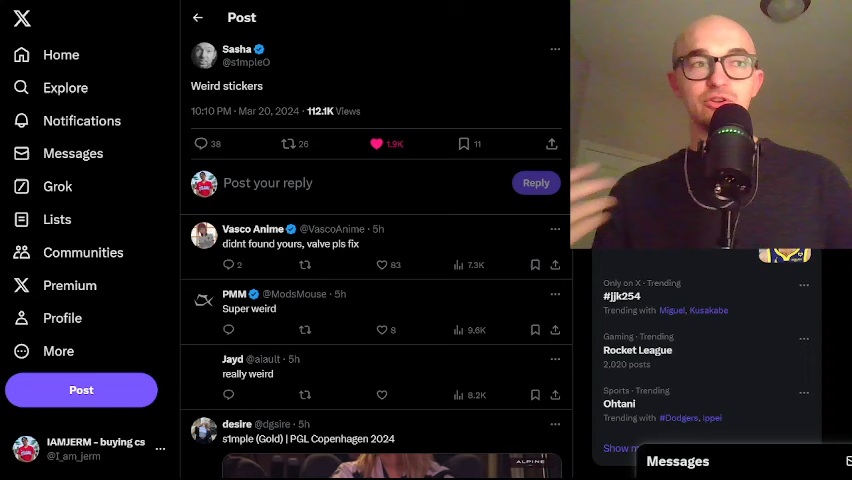 Home
Explore
Notifications
Messages
Grok
Lists
Communities
Premium
Profile
More
Post
IAMJERM - buying cs
@I_am_jerm
Post
Sasha
@s1mpleO
Weird stickers
10:10 PM · Mar 20, 2024 · 112.1K Views
38 26 1.9K 11
Post your reply
Reply
Vasco Anime @VascoAnime · 5h
didnt found yours, valve pls fix
2 83 7.3K
PMM @ModsMouse · 5h
Super weird
8 9.6K
Jayd @aiault · 5h
really weird
8.2K
desire @dgsire · 5h
s1mple (Gold) | PGL Copenhagen 2024
ALPINE
Only on X · Trending
#jjk254
Trending with Miguel, Kusakabe
Gaming · Trending
Rocket League
2,020 posts
Sports · Trending
Ohtani
Trending with #Dodgers, Ippei
Show m
Messages